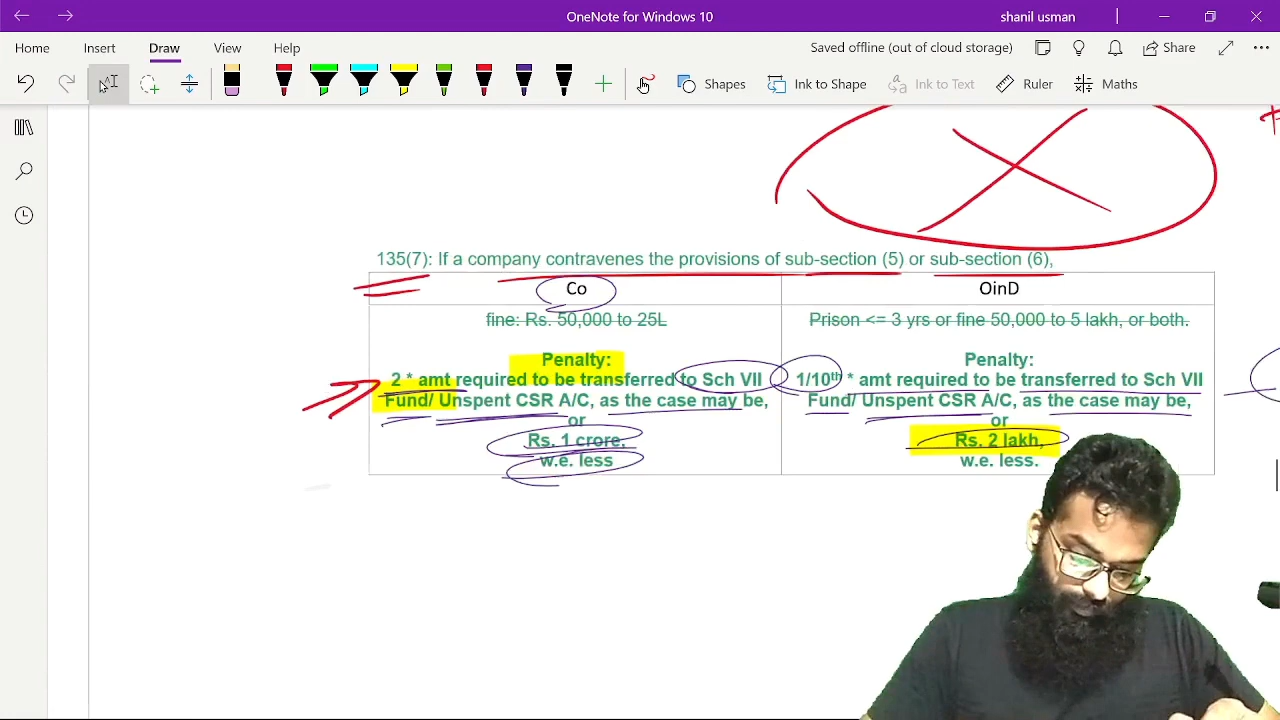 OneNote for Windows 10
shanil usman
Home Insert Draw View Help
Saved offline (out of cloud storage)
Share
Shapes
Ink to Shape
Ink to Text
Ruler
Maths
135(7): If a company contravenes the provisions of sub-section (5) or sub-section (6),
Co
fine: Rs. 50,000 to 25L
Penalty:
2 * amt required to be transferred to Sch VII
Fund/ Unspent CSR A/C, as the case may be,
or
Rs. 1 crore,
w.e. less
OinD
Prison <= 3 yrs or fine 50,000 to 5 lakh, or both.
Penalty:
1/10th * amt required to be transferred to Sch VII
Fund/ Unspent CSR A/C, as the case may be,
or
Rs. 2 lakh,
w.e. less.